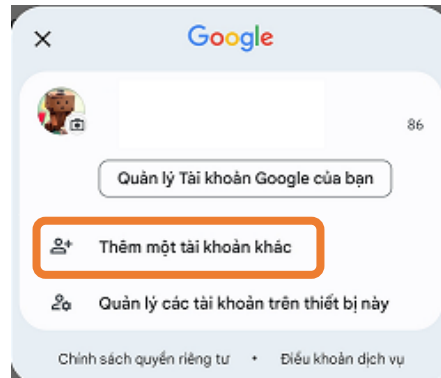 Google
86
Quản lý Tài khoản Google của bạn
Thêm một tài khoản khác
Quản lý các tài khoản trên thiết bị này
Chính sách quyền riêng tư • Điều khoản dịch vụ